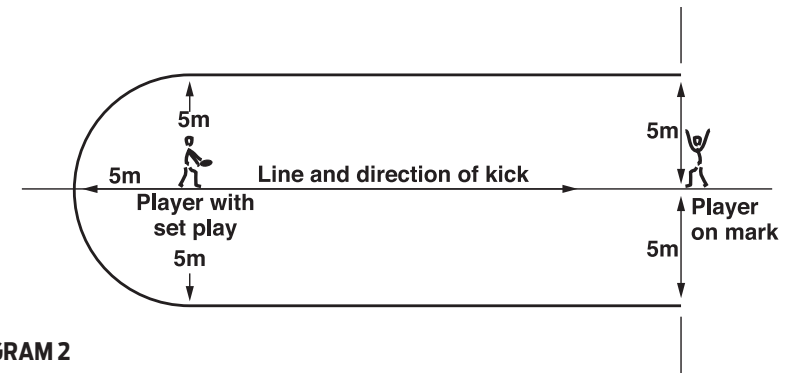 5m
5m
5m
Line and direction of kick
Player with
set play
Player
on mark
5m
5m
GRAM 2